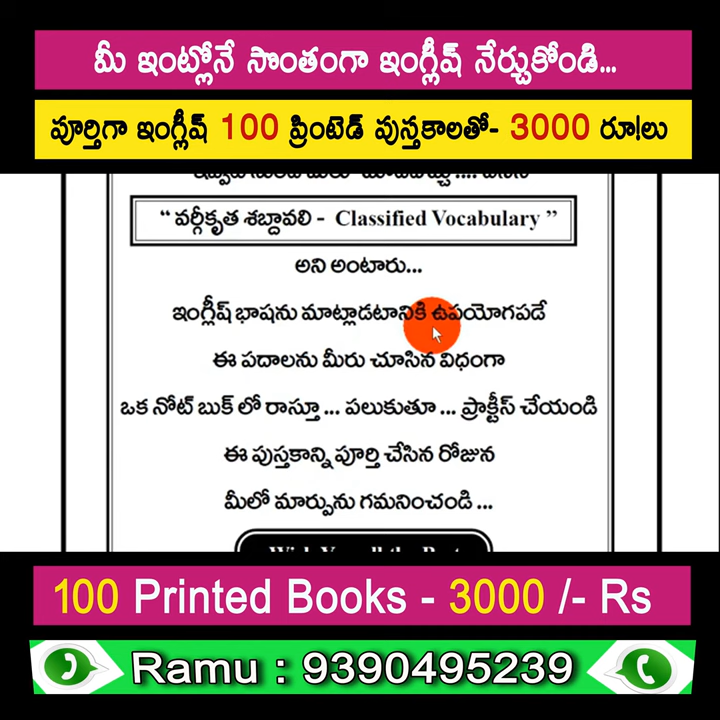 మీ ఇంట్లోనే సొంతంగా ఇంగ్లీష్ నేర్చుకోండి...
పూర్తిగా ఇంగ్లీష్ 100 ప్రింటెడ్ పుస్తకాలతో- 3000 రూ!లు
“ వర్గీకృత శబ్దావలి - Classified Vocabulary ”
అని అంటారు...
ఇంగ్లీష్ భాషను మాట్లాడటానికి ఉపయోగపడే
ఈ పదాలను మీరు చూసిన విధంగా
ఒక నోట్ బుక్ లో రాస్తూ ... పలుకుతూ ... ప్రాక్టీస్ చేయండి
ఈ పుస్తకాన్ని పూర్తి చేసిన రోజున
మీలో మార్పును గమనించండి ...
100 Printed Books - 3000 /- Rs
Ramu : 9390495239